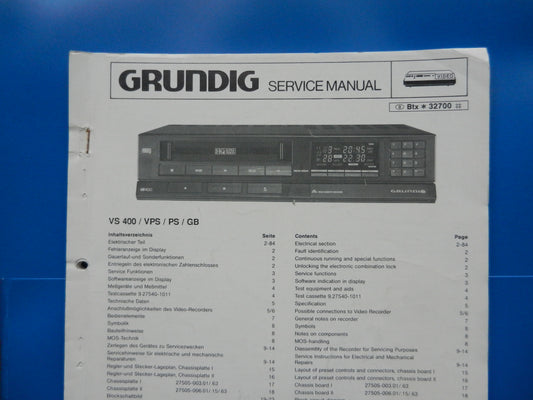 GRUNDIG SERVICE MANUAL
VIDEO
Btx * 32700 #
GRUNDIG
VS 400 / VPS / PS / GB
Inhaltsverzeichnis Seite
Elektrischer Teil 2-84
Fehleranzeige im Display 2
Dauerlauf- und Sonderfunktionen 2
Entriegeln des elektronischen Zahlenschlosses 2
Service Funktionen 3
Softwareanzeige im Display 3
Meßgeräte und Meßmittel 4
Testcassette 9.27540-1011 4
Technische Daten 5
Anschlußmöglichkeiten des Video-Recorders 5/6
Bedienelemente 7
Symbolik 8
Bauteilhinweise 8
MOS-Technik 8
Zerlegen des Gerätes zu Servicezwecken 9-14
Servicehinweise für elektrische und mechanische
Reparaturen 9-14
Regler- und Stecker-Lageplan, Chassisplatte I 15
Regler- und Stecker-Lageplan, Chassisplatte II 16
Chassisplatte I 27505-003.01/ 63 17
Chassisplatte II 27505-006.01/ 15/ 63 18
Blockschaltbild
Contents Page
Electrical section 2-84
Fault identification 2
Continuous running and special functions 2
Unlocking the electronic combination lock 2
Service functions 3
Software indication in display 3
Test equipment and aids 4
Test cassette 9.27540-1011 4
Specification 5
Possible connections to Video Recorder 5/6
General notes on recorder 7
Symbols 8
Notes on components 8
MOS-handling 8
Disassembly of the Recorder for Servicing Purposes 9-14
Service Instructions for Electrical and Mechanical
Repairs 9-14
Layout of preset controls and connectors, chassis board I 15
Layout of preset controls and connectors, chassis board II 16
Chassis board I 27505-003.01/ 63 17
Chassis board II 27505-006.01/ 15/ 63 18